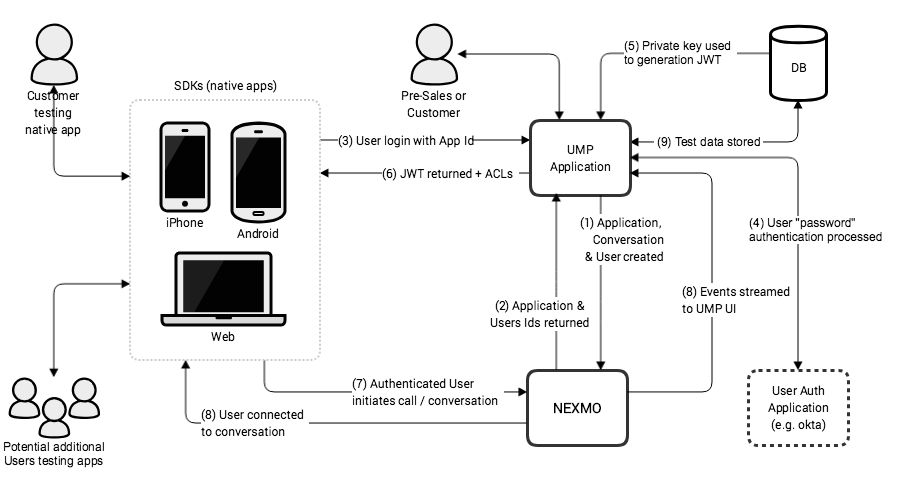 Customer
testing
native app
SDKs (native apps)
iPhone
Android
Web
Potential additional
Users testing apps
Pre-Sales or
Customer
(5) Private key used
to generation JWT
DB
(3) User login with App Id
UMP
Application
(9) Test data stored
(6) JWT returned + ACLs
(1) Application,
Conversation
& User created
(4) User "password"
authentication processed
(2) Application &
Users Ids returned
(8) Events streamed
to UMP UI
(7) Authenticated User
initiates call / conversation
(8) User connected
to conversation
NEXMO
User Auth
Application
(e.g. okta)